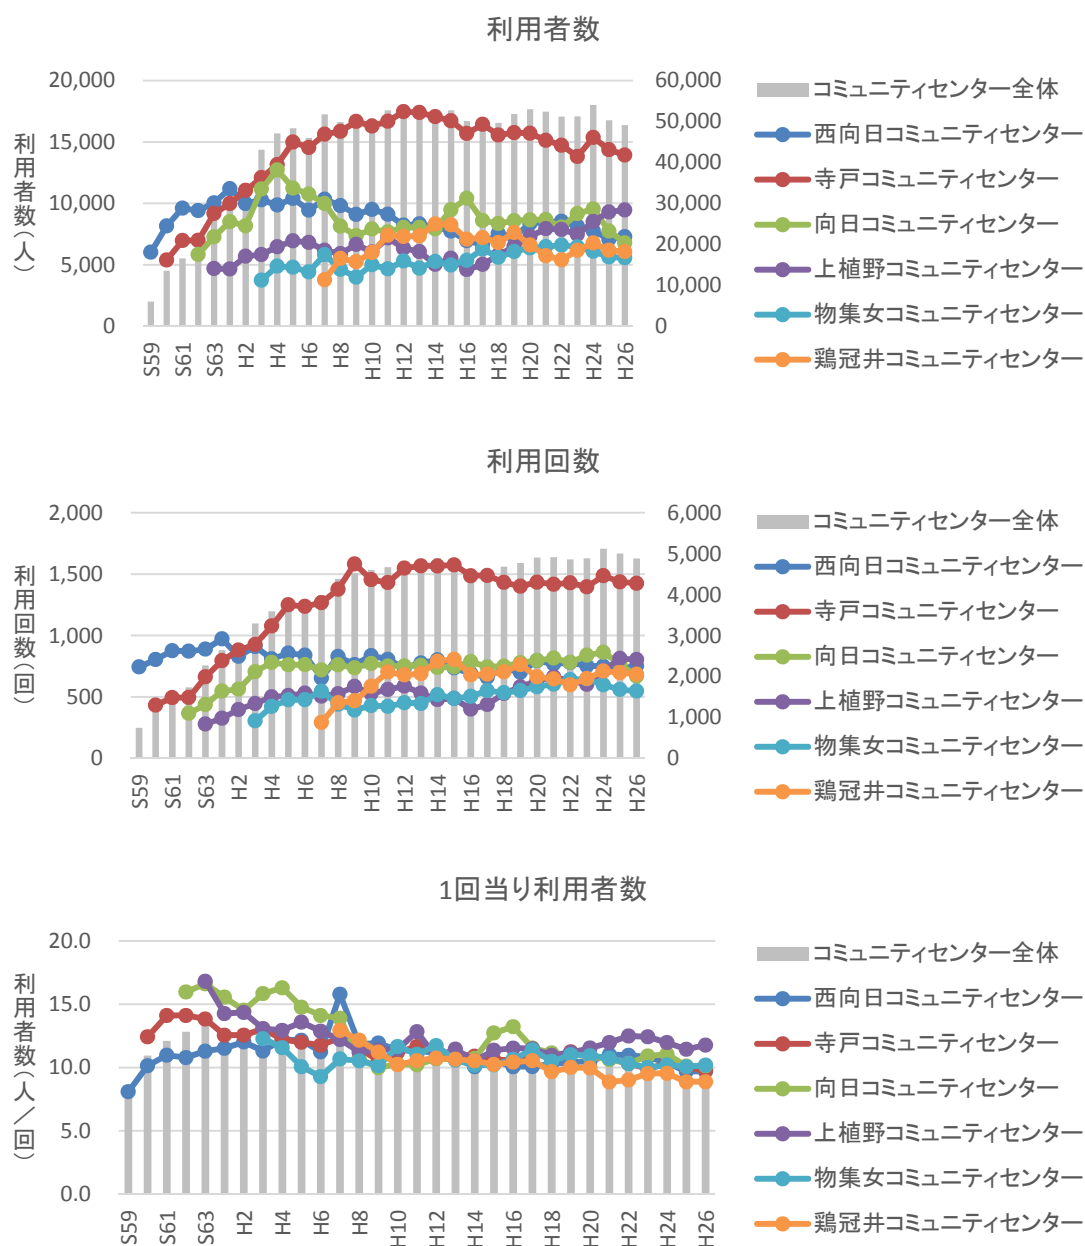 利用者数
20,000
15,000
10,000
5,000
0
利用者数（人）
60,000
50,000
40,000
30,000
20,000
10,000
0
S59
S61
S63
H2
H4
H6
H8
H10
H12
H14
H16
H18
H20
H22
H24
H26
コミュニティセンター全体
西向日コミュニティセンター
寺戸コミュニティセンター
向日コミュニティセンター
上植野コミュニティセンター
物集女コミュニティセンター
鶏冠井コミュニティセンター
利用回数
2,000
1,500
1,000
500
0
利用回数（回）
6,000
5,000
4,000
3,000
2,000
1,000
0
S59
S61
S63
H2
H4
H6
H8
H10
H12
H14
H16
H18
H20
H22
H24
H26
コミュニティセンター全体
西向日コミュニティセンター
寺戸コミュニティセンター
向日コミュニティセンター
上植野コミュニティセンター
物集女コミュニティセンター
鶏冠井コミュニティセンター
1回当り利用者数
20.0
15.0
10.0
5.0
0.0
利用者数（人／回）
S59
S61
S63
H2
H4
H6
H8
H10
H12
H14
H16
H18
H20
H22
H24
H26
コミュニティセンター全体
西向日コミュニティセンター
寺戸コミュニティセンター
向日コミュニティセンター
上植野コミュニティセンター
物集女コミュニティセンター
鶏冠井コミュニティセンター